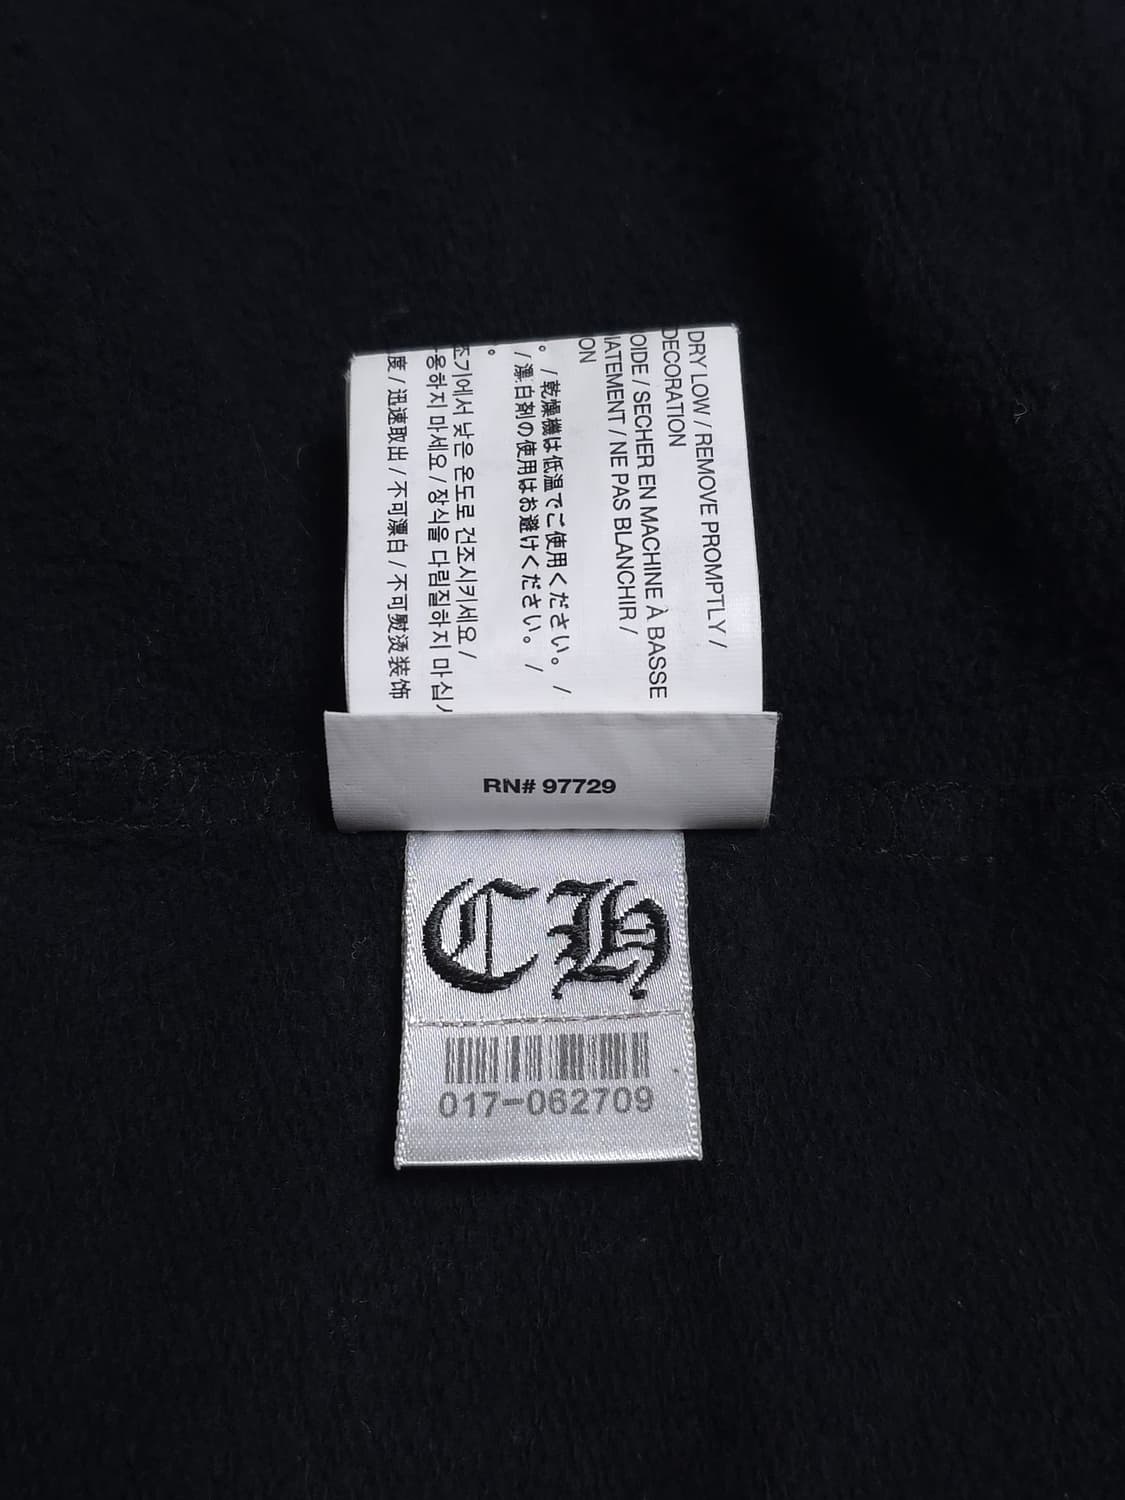 DRY LOW / REMOVE PROMPTLY /
DECORATION
OIDE / SECHER EN MACHINE À BASSE
IATEMENT / NE PAS BLANCHIR /
ON
。 / 乾燥機は低温でご使用ください。 /
/ 漂白剤の使用はお避けください。 /
。
조기에서 낮은 온도로 건조시키세요 /
용하지 마세요 / 장식을 다림질하지 마십
度 / 迅速取出 / 不可漂白 / 不可熨烫装饰
RN# 97729
CH
017-062709